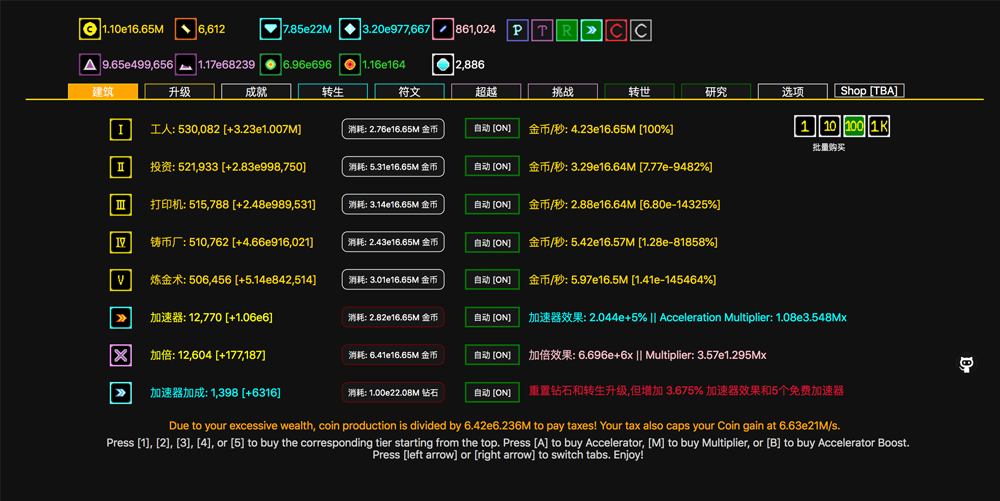 1.10e16.65M 6,612 7.85e22M 3.20e977,667 861,024 P T R C C
9.65e499,656 1.17e68239 6.96e696 1.16e164 2,886
建筑 升级 成就 转生 符文 超越 挑战 转世 研究 选项 Shop [TBA]
I 工人: 530,082 [+3.23e1.007M] 消耗: 2.76e16.65M 金币 自动 [ON] 金币/秒: 4.23e16.65M [100%] 1 10 100 1K
批量购买
II 投资: 521,933 [+2.83e998,750] 消耗: 5.31e16.65M 金币 自动 [ON] 金币/秒: 3.29e16.64M [7.77e-9482%]
III 打印机: 515,788 [+2.48e989,531] 消耗: 3.14e16.65M 金币 自动 [ON] 金币/秒: 2.88e16.64M [6.80e-14325%]
IV 铸币厂: 510,762 [+4.66e916,021] 消耗: 2.43e16.65M 金币 自动 [ON] 金币/秒: 5.42e16.57M [1.28e-81858%]
V 炼金术: 506,456 [+5.14e842,514] 消耗: 3.01e16.65M 金币 自动 [ON] 金币/秒: 5.97e16.5M [1.41e-145464%]
加速器: 12,770 [+1.06e6] 消耗: 2.82e16.65M 金币 自动 [ON] 加速器效果: 2.044e+5% || Acceleration Multiplier: 1.08e3.548Mx
加倍: 12,604 [+177,187] 消耗: 6.41e16.65M 金币 自动 [ON] 加倍效果: 6.696e+6x || Multiplier: 3.57e1.295Mx
加速器加成: 1,398 [+6316] 消耗: 1.00e22.08M 钻石 自动 [ON] 重置钻石和转生升级,但增加 3.675% 加速器效果和5个免费加速器
Due to your excessive wealth, coin production is divided by 6.42e6.236M to pay taxes! Your tax also caps your Coin gain at 6.63e21M/s.
Press [1], [2], [3], [4], or [5] to buy the corresponding tier starting from the top. Press [A] to buy Accelerator, [M] to buy Multiplier, or [B] to buy Accelerator Boost.
Press [left arrow] or [right arrow] to switch tabs. Enjoy!